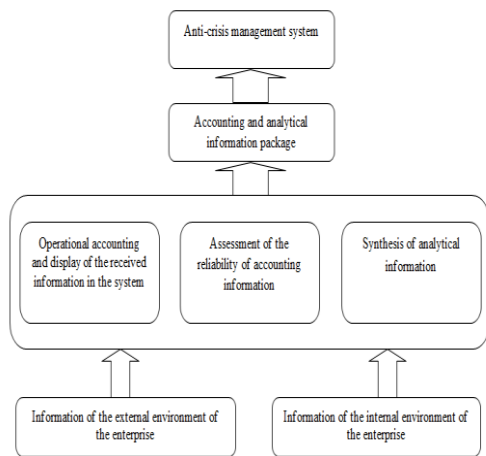 Anti-crisis management system
Accounting and analytical
information package
Operational accounting
and display of the received
information in the system
Assessment of the
reliability of accounting
information
Synthesis of analytical
information
Information of the external environment of
the enterprise
Information of the internal environment of
the enterprise